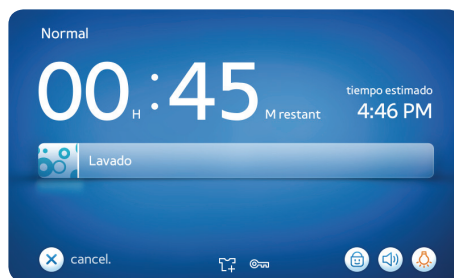 Normal
00 H : 45 M restant
tiempo estimado
4:46 PM
Lavado
cancel.